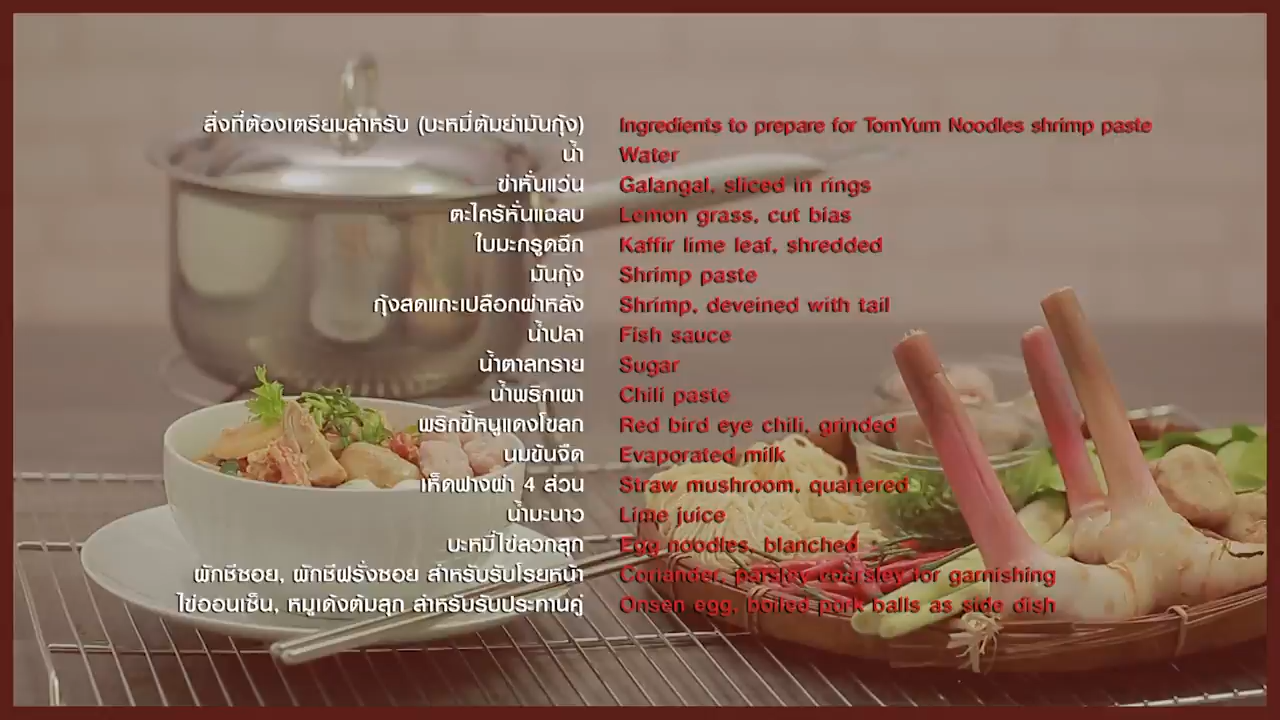 สิ่งที่ต้องเตรียมสำหรับ (บะหมี่ต้มยำมันกุ้ง) Ingredients to prepare for TomYum Noodles shrimp paste
น้ำ Water
ข่าหั่นแว่น Galangal, sliced in rings
ตะไคร้หั่นแฉลบ Lemon grass, cut bias
ใบมะกรูดฉีก Kaffir lime leaf, shredded
มันกุ้ง Shrimp paste
กุ้งสดแกะเปลือกผ่าหลัง Shrimp, deveined with tail
น้ำปลา Fish sauce
น้ำตาลทราย Sugar
น้ำพริกเผา Chili paste
พริกขี้หนูแดงโขลก Red bird eye chili, grinded
นมข้นจืด Evaporated milk
เห็ดฟางผ่า 4 ส่วน Straw mushroom, quartered
น้ำมะนาว Lime juice
บะหมี่ไข่ลวกสุก Egg noodles, blanched
ผักชีซอย, ผักชีฝรั่งซอย สำหรับรับโรยหน้า Coriander, parsley coarsley for garnishing
ไข่ออนเซ็น, หมูเด้งต้มสุก สำหรับรับประทานคู่ Onsen egg, boiled pork balls as side dish